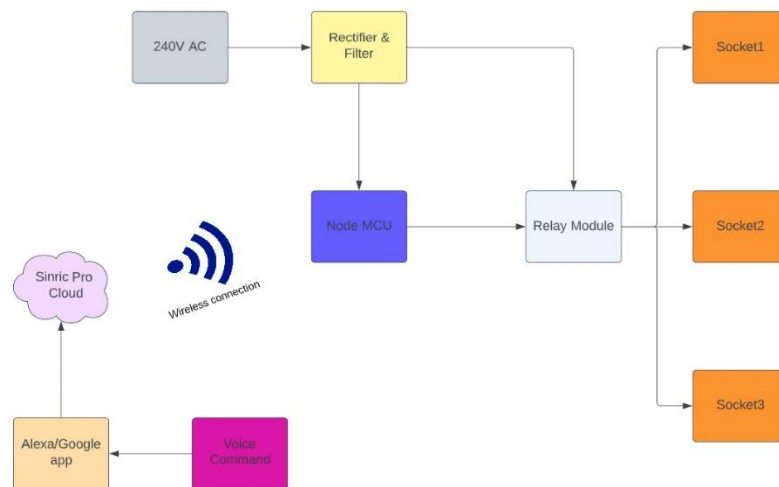 240V AC
Rectifier &
Filter
Socket1
Node MCU
Relay Module
Socket2
Sinric Pro
Cloud
Wireless connection
Socket3
Alexa/Google
app
Voice
Command